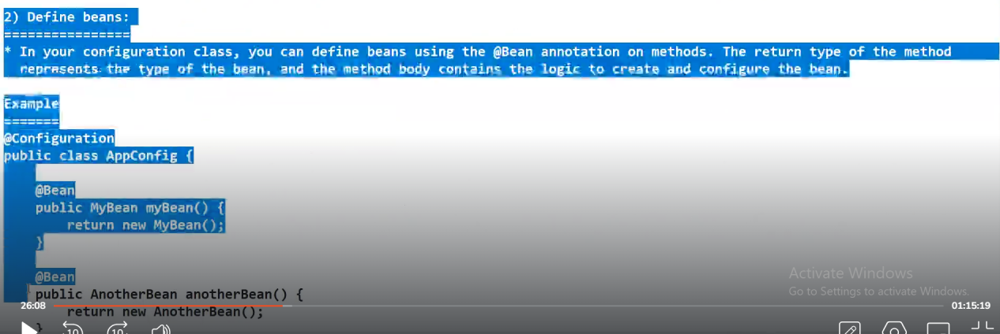 2) Define beans:
================
* In your configuration class, you can define beans using the @Bean annotation on methods. The return type of the method
represents the type of the bean, and the method body contains the logic to create and configure the bean.
Example
=======
@Configuration
public class AppConfig {
@Bean
public MyBean myBean() {
return new MyBean();
}
@Bean
public AnotherBean anotherBean() {
return new AnotherBean();
}
Activate Windows
Go to Settings to activate Windows.
26:08
01:15:19
10
10